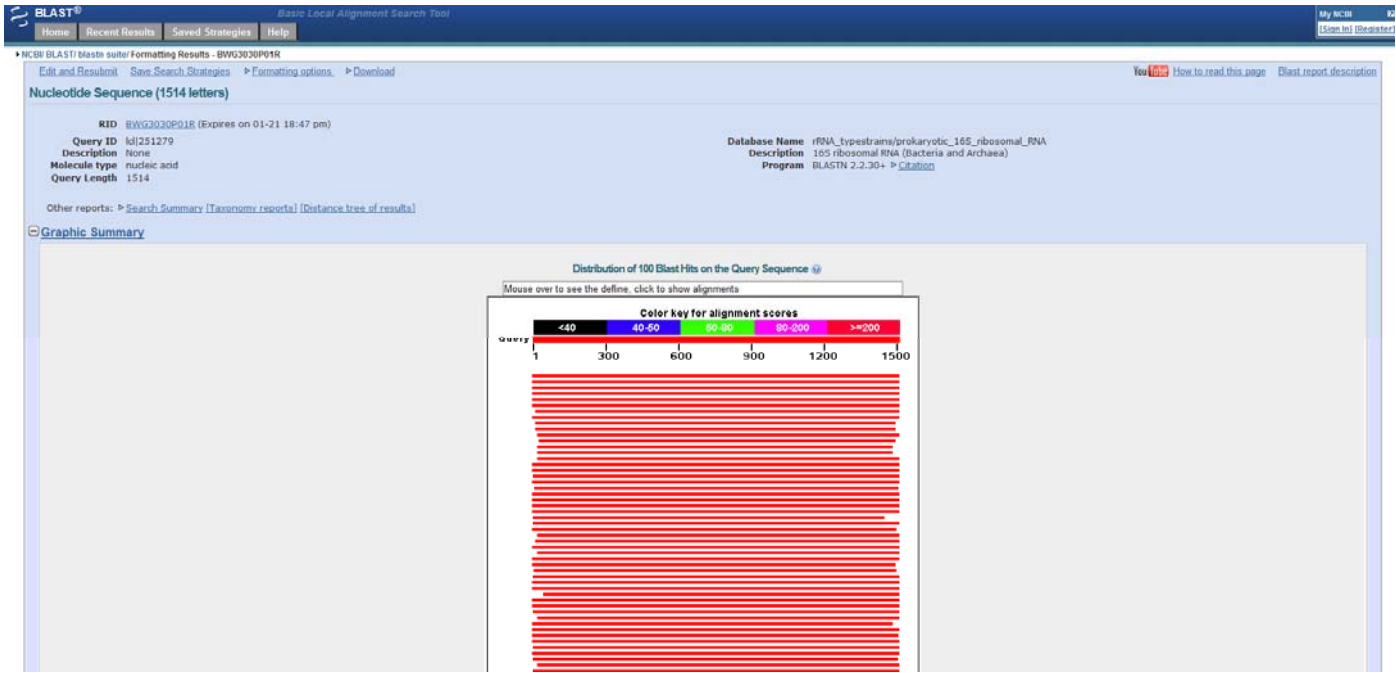 BLAST® Basic Local Alignment Search Tool My NCBI
Home Recent Results Saved Strategies Help [Sign In] [Register]
NCBI/ BLAST/ blastn suite/ Formatting Results - BWG3030P01R
Edit and Resubmit Save Search Strategies Formatting options Download YouTube How to read this page Blast report description
Nucleotide Sequence (1514 letters)
RID BWG3030P01R (Expires on 01-21 18:47 pm)
Query ID lcl|251279 Database Name rRNA_typestrains/prokaryotic_16S_ribosomal_RNA
Description None Description 16S ribosomal RNA (Bacteria and Archaea)
Molecule type nucleic acid Program BLASTN 2.2.30+ Citation
Query Length 1514
Other reports: Search Summary [Taxonomy reports] [Distance tree of results]
Graphic Summary
Distribution of 100 Blast Hits on the Query Sequence
Mouse over to see the define, click to show alignments
Color key for alignment scores
<40 40-50 50-80 80-200 >=200
Query
1 300 600 900 1200 1500